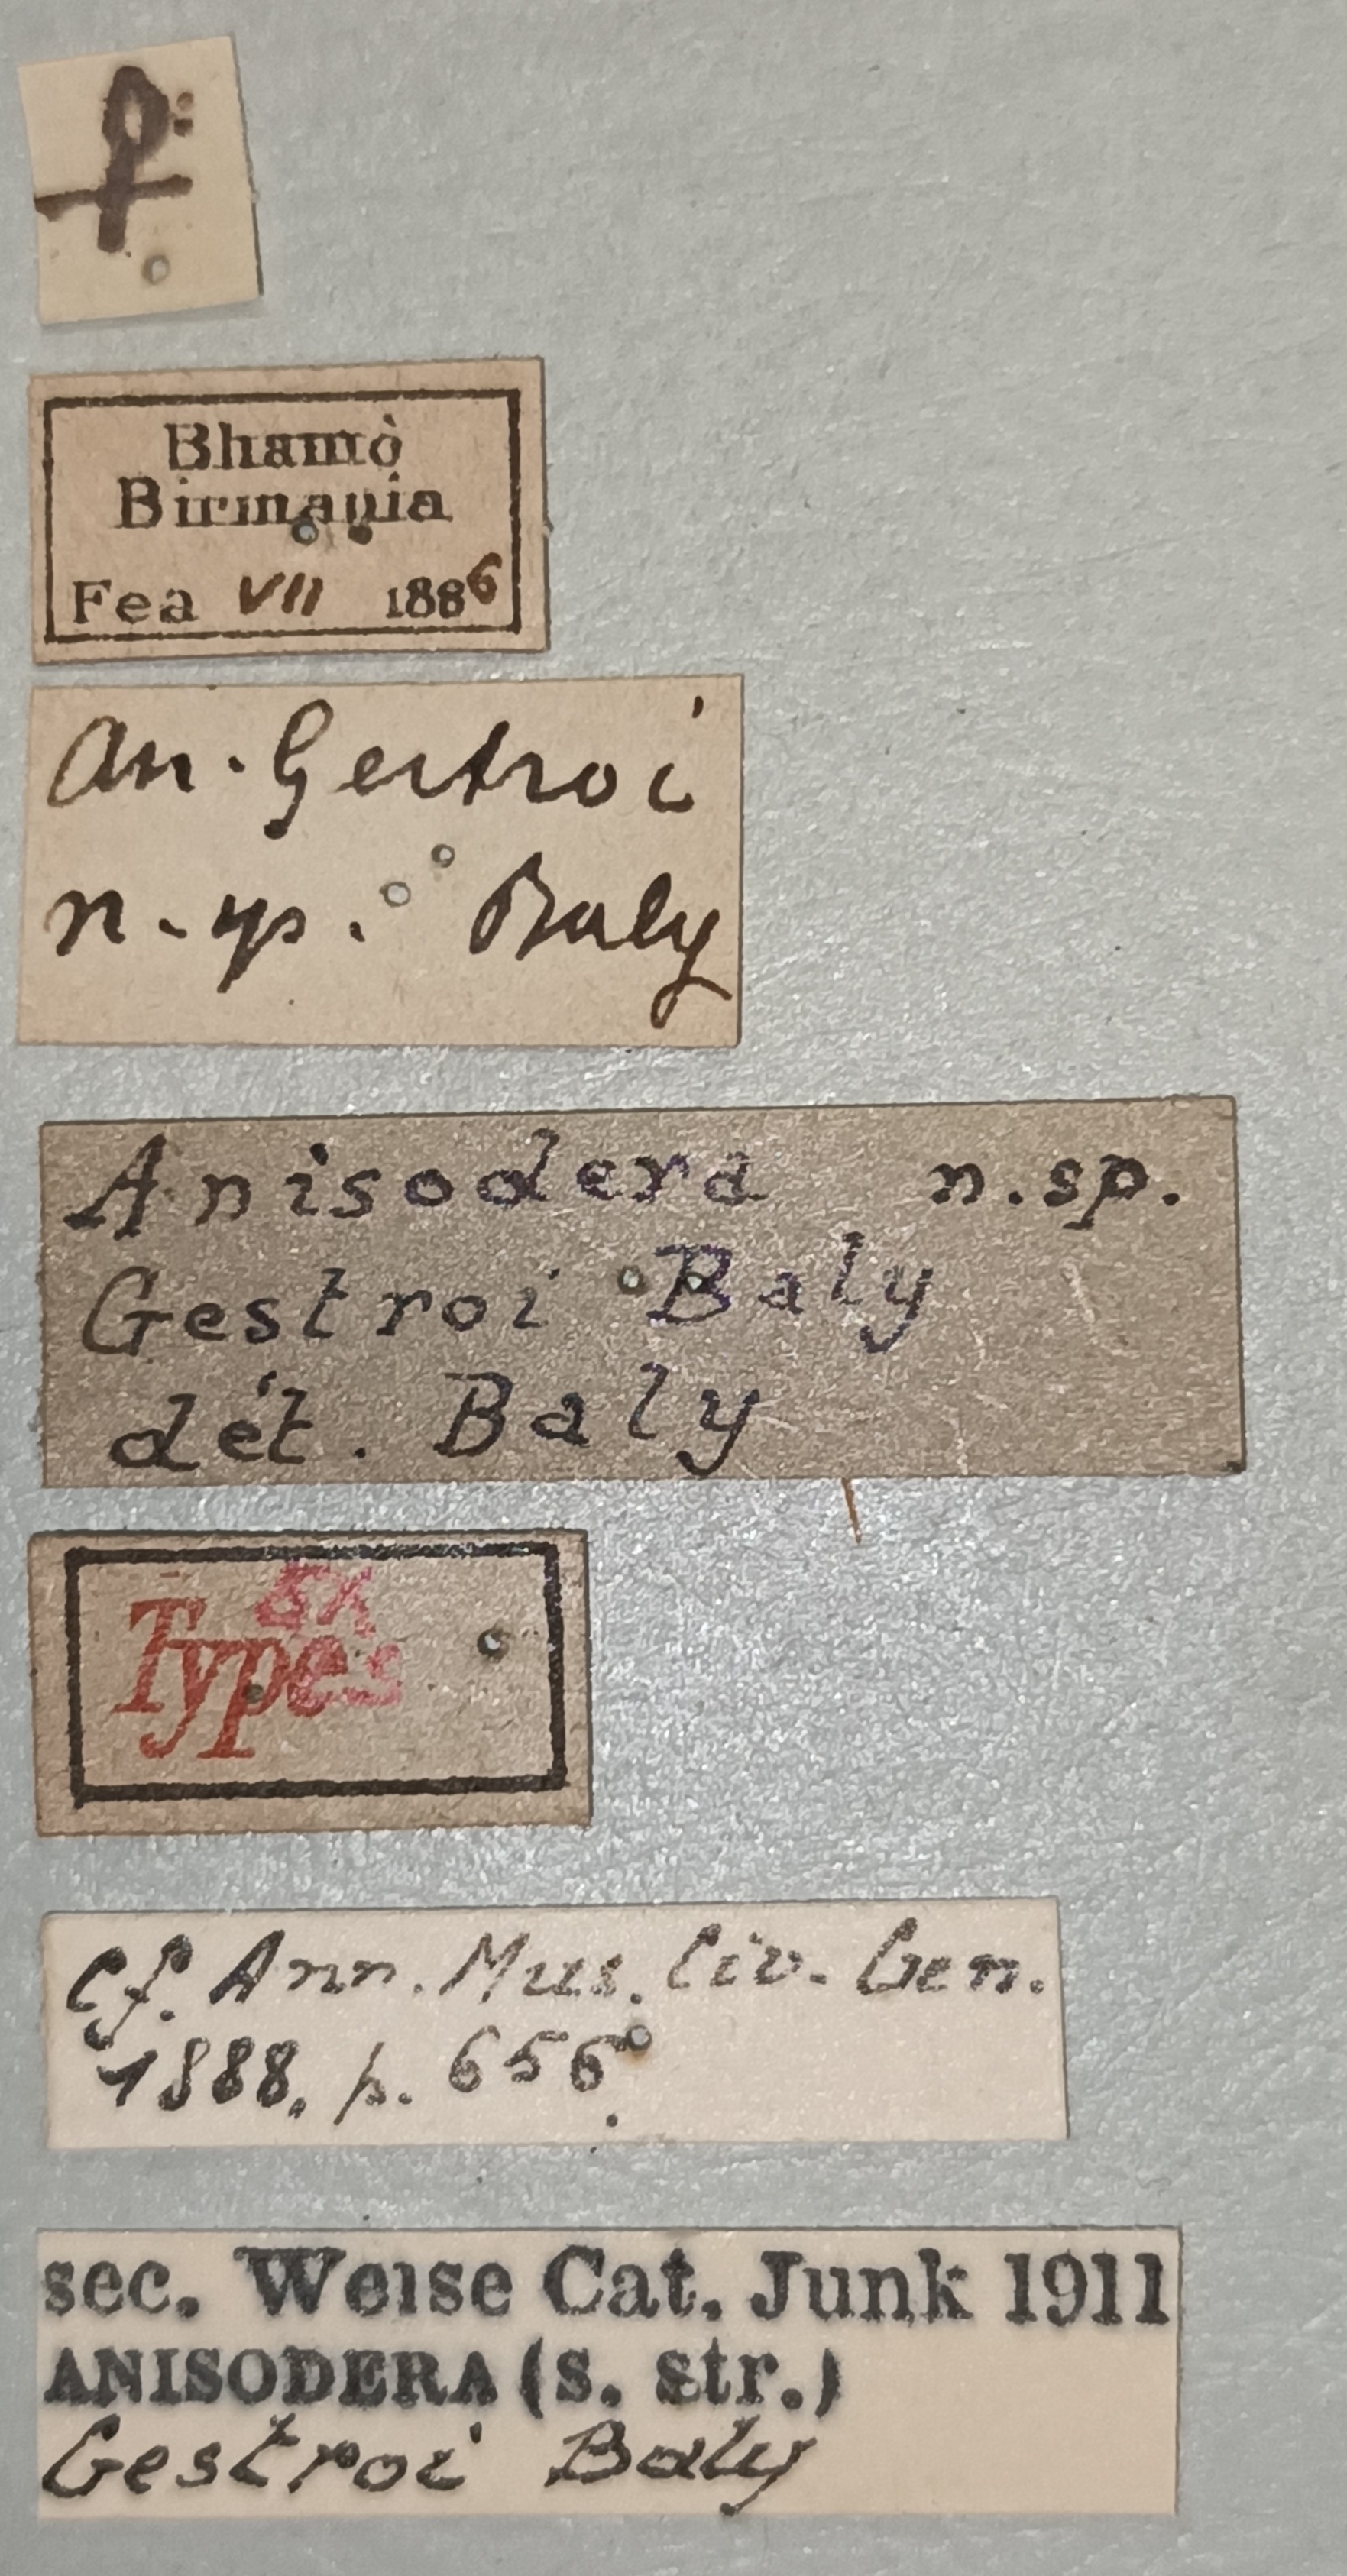 ♀:
Bhamò
Birmania
Fea VII 1886
An. Gestroi
n. sp. Baly
Anisodera n.sp.
Gestroi Baly
dét. Baly
Ex
Types
cf. Ann. Mus. Civ. Gen.
1888, p. 656.
sec. Weise Cat. Junk 1911
ANISODERA (s. str.)
Gestroi Baly